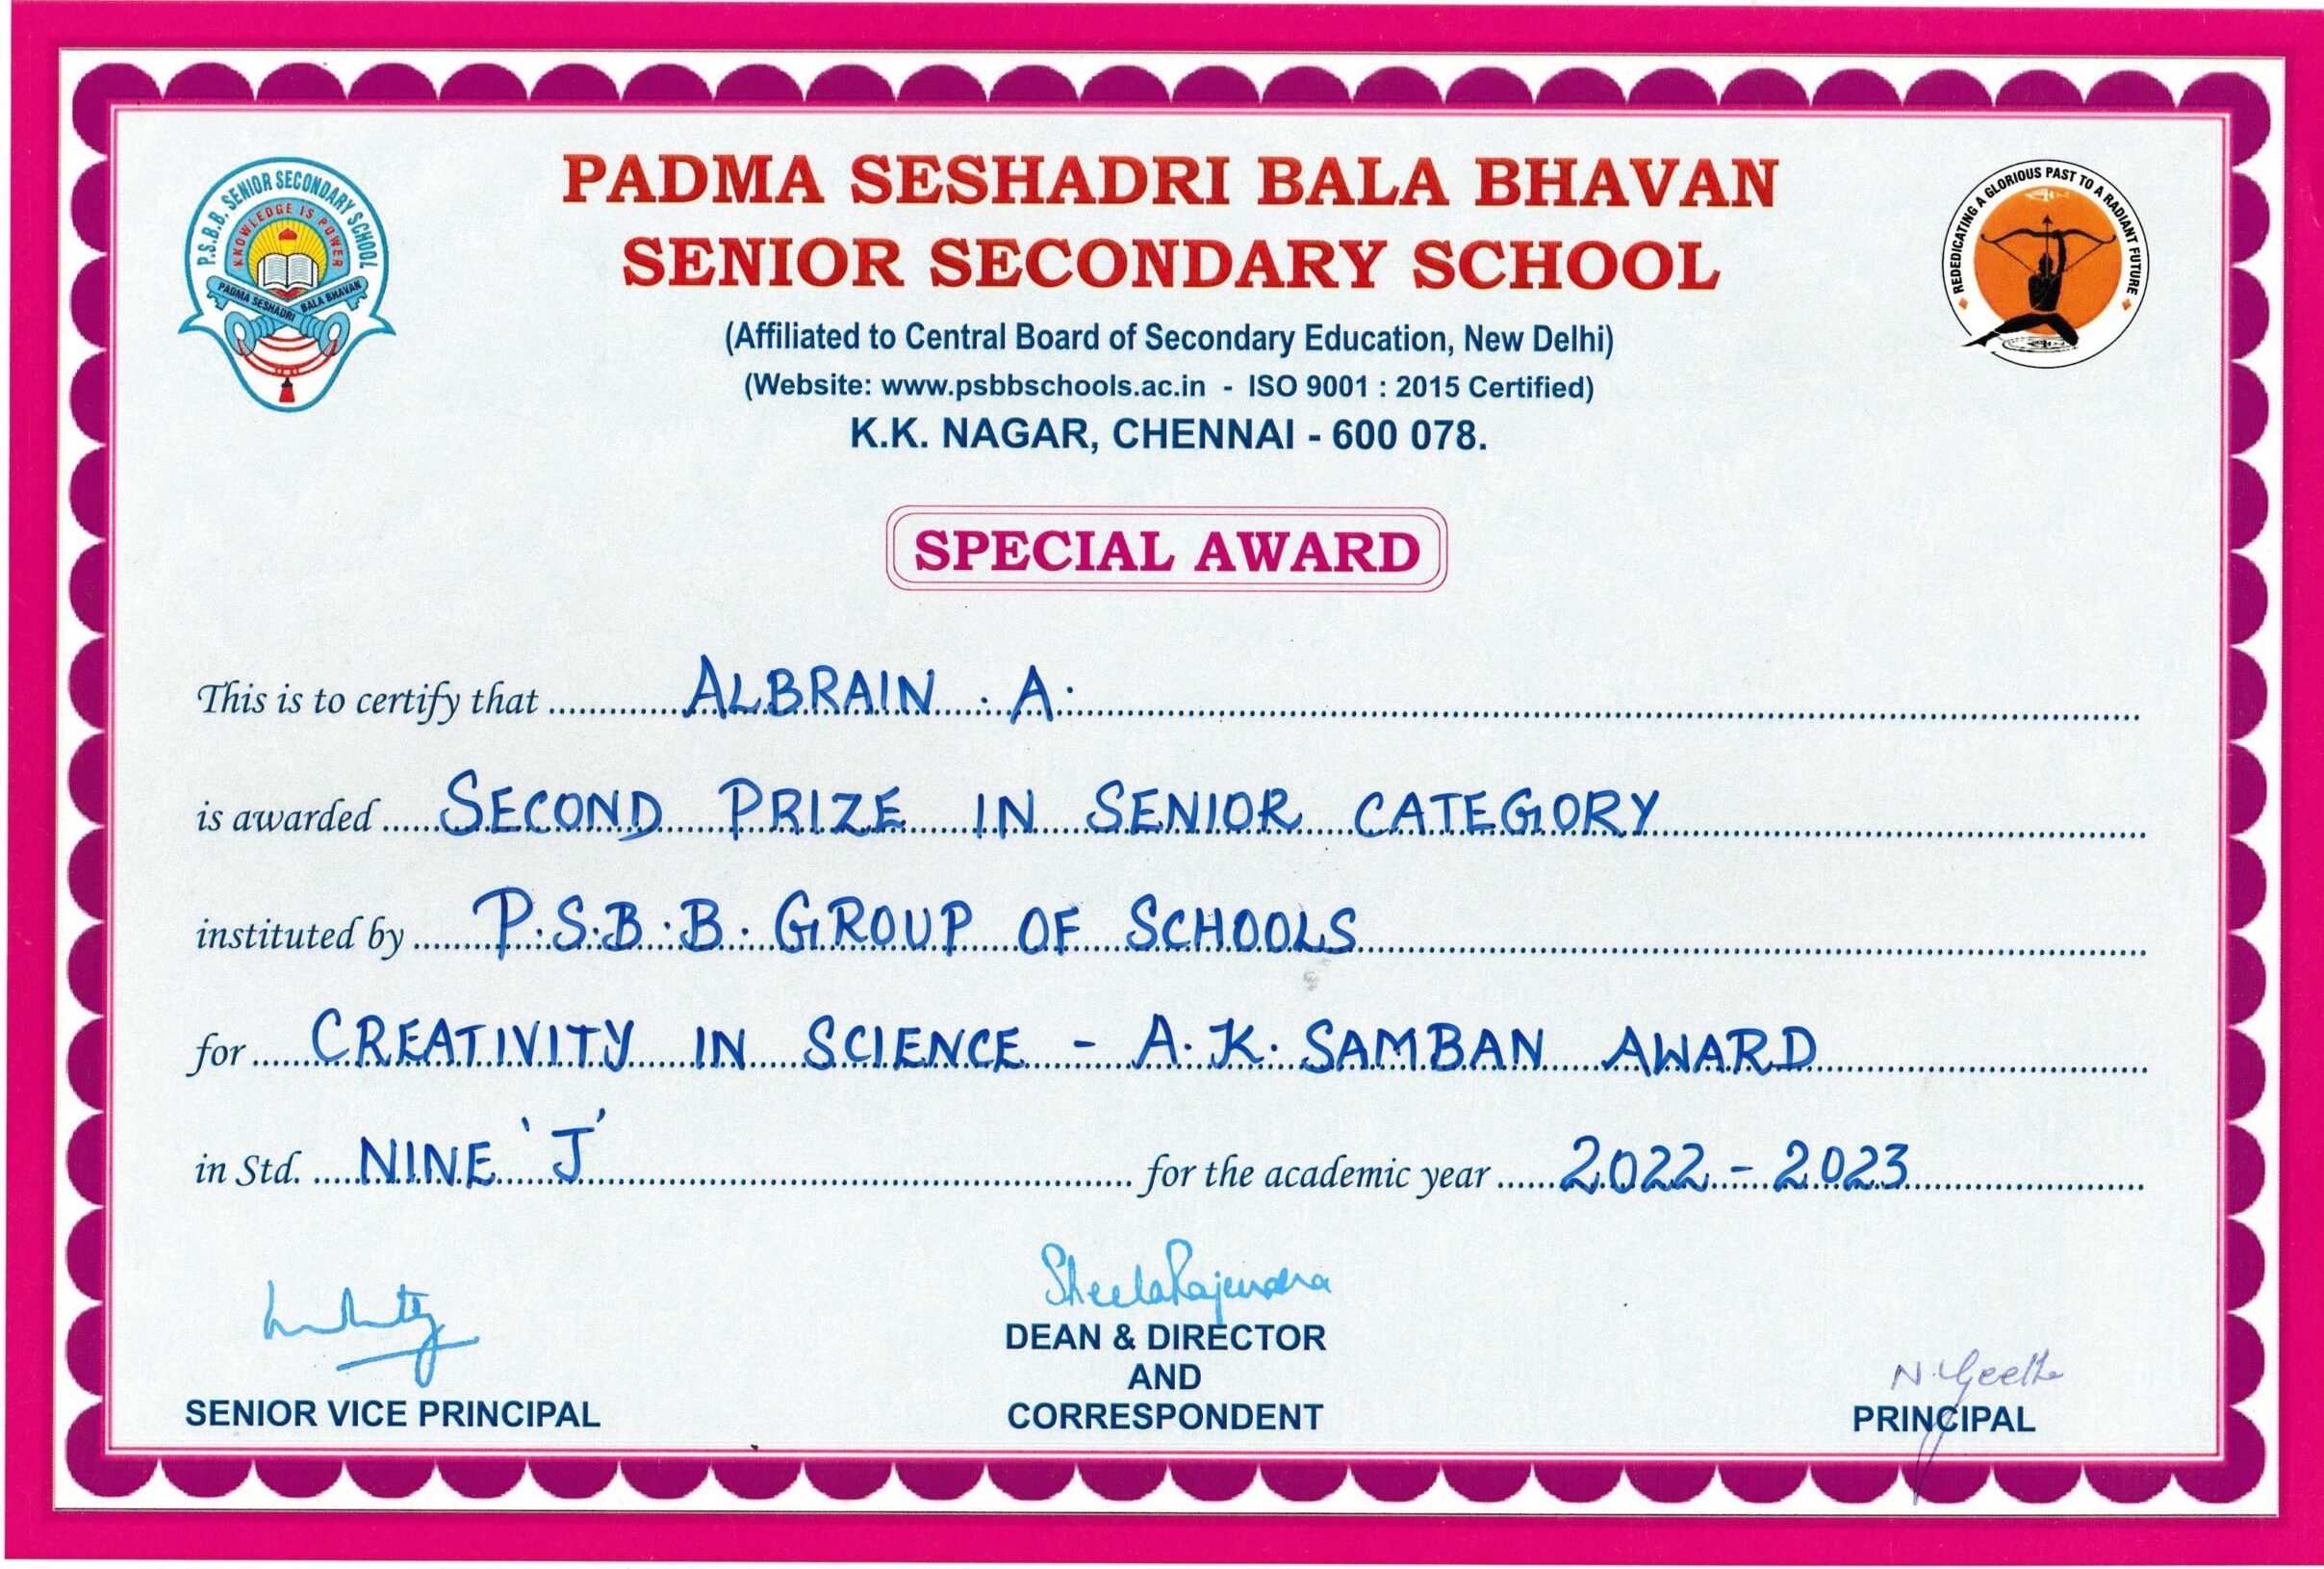 P.S.B.B. SENIOR SECONDARY SCHOOL
KNOWLEDGE IS POWER
PADMA SESHADRI BALA BHAVAN
PADMA SESHADRI BALA BHAVAN
SENIOR SECONDARY SCHOOL
(Affiliated to Central Board of Secondary Education, New Delhi)
(Website: www.psbbschools.ac.in - ISO 9001 : 2015 Certified)
K.K. NAGAR, CHENNAI - 600 078.
REDEDICATING A GLORIOUS PAST TO A RADIANT FUTURE
SPECIAL AWARD
This is to certify that ALBRAIN . A.
is awarded SECOND PRIZE IN SENIOR CATEGORY
instituted by P.S.B.B. GROUP OF SCHOOLS
for CREATIVITY IN SCIENCE - A.K. SAMBAN AWARD
in Std. NINE 'J' for the academic year 2022 - 2023
SheelaRajendra
DEAN & DIRECTOR
AND
CORRESPONDENT
SENIOR VICE PRINCIPAL
N. Geetha
PRINCIPAL